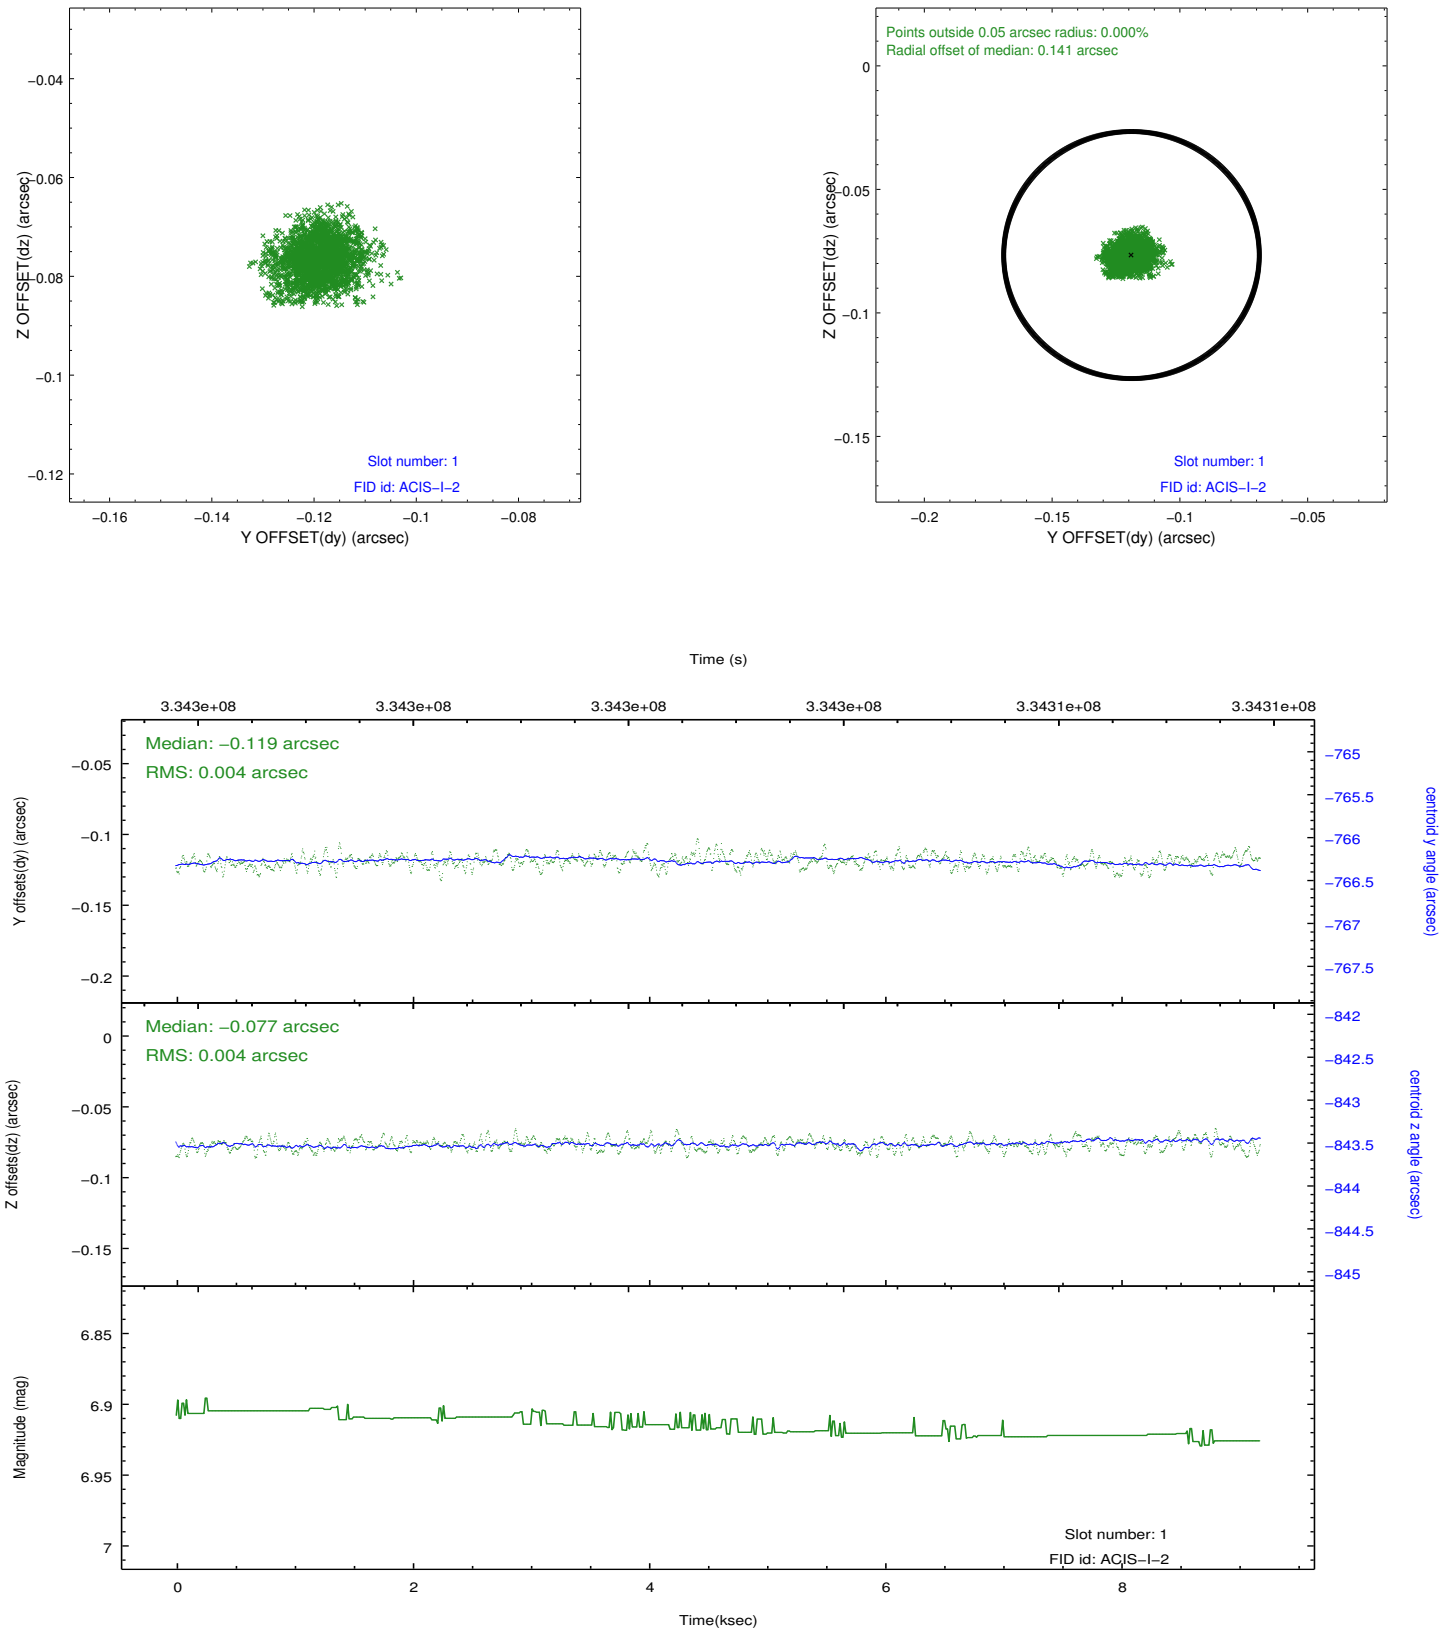 −0.04
−0.06
−0.08
−0.1
−0.12
Z OFFSET(dz) (arcsec)
Slot number: 1
FID id: ACIS−I−2
−0.16 −0.14 −0.12 −0.1 −0.08
Y OFFSET(dy) (arcsec)
Points outside 0.05 arcsec radius: 0.000%
Radial offset of median: 0.141 arcsec
0
−0.05
−0.1
−0.15
Z OFFSET(dz) (arcsec)
Slot number: 1
FID id: ACIS−I−2
−0.2 −0.15 −0.1 −0.05
Y OFFSET(dy) (arcsec)
Time (s)
3.343e+08 3.343e+08 3.343e+08 3.343e+08 3.3431e+08 3.3431e+08
Median: −0.119 arcsec
RMS: 0.004 arcsec
−0.05
−0.1
−0.15
−0.2
Y offsets(dy) (arcsec)
−765
−765.5
−766
−766.5
−767
−767.5
centroid y angle (arcsec)
Median: −0.077 arcsec
RMS: 0.004 arcsec
0
−0.05
−0.1
−0.15
Z offsets(dz) (arcsec)
−842
−842.5
−843
−843.5
−844
−844.5
−845
centroid z angle (arcsec)
6.85
6.9
6.95
7
Magnitude (mag)
Slot number: 1
FID id: ACIS−I−2
0 2 4 6 8
Time(ksec)